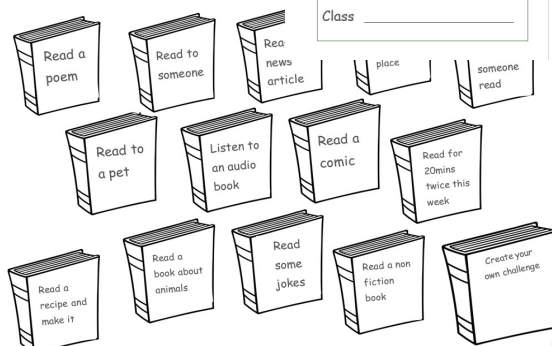 Class
Read a
poem
Read to
someone
Rea
news
article
place
someone
read
Read to
a pet
Listen to
an audio
book
Read a
comic
Read for
20mins
twice this
week
Read a
recipe and
make it
Read a
book about
animals
Read
some
jokes
Read a non
fiction
book
Create your
own challenge